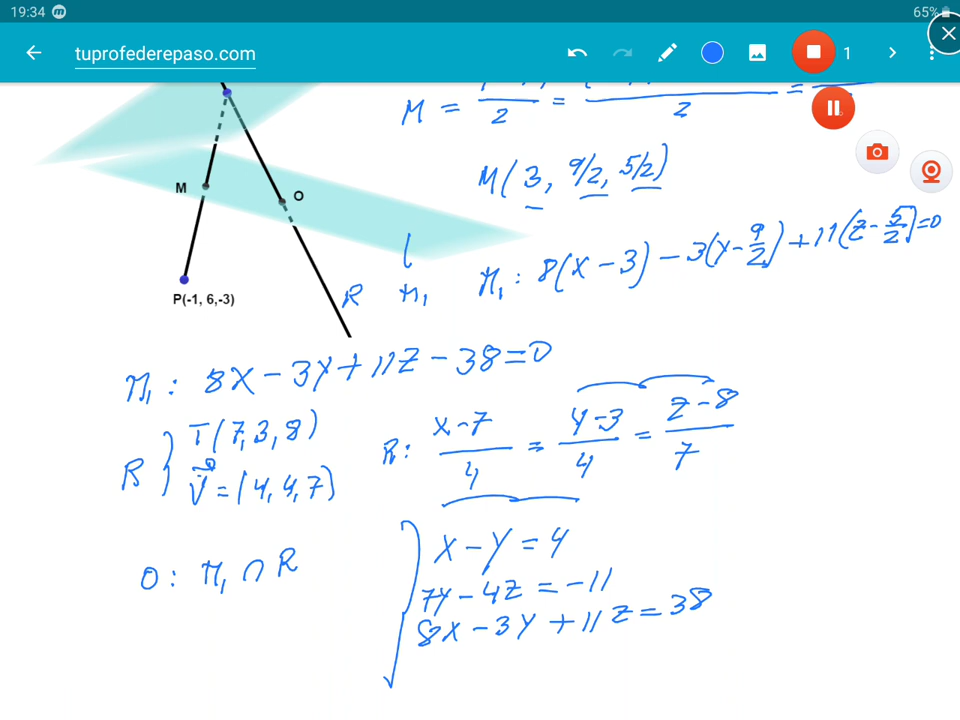 19:34 65%
tuprofederepaso.com 1
M = /2 = /2 =
M(3, 9/2, 5/2)
M
O
π₁: 8(x-3)-3(y-9/2)+11(z-5/2)=0
P(-1, 6,-3)
R π₁
π₁: 8x-3y+11z-38=0
R } T(7,3,8)
V⃗=(4,4,7)
R: x-7/4 = y-3/4 = z-8/7
O: π₁ ∩ R
x-y=4
7y-4z=-11
8x-3y+11z=38